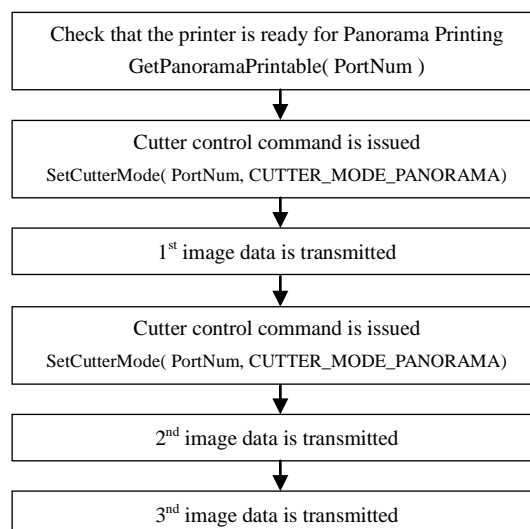 Check that the printer is ready for Panorama Printing
GetPanoramaPrintable( PortNum )
Cutter control command is issued
SetCutterMode( PortNum, CUTTER_MODE_PANORAMA)
1st image data is transmitted
Cutter control command is issued
SetCutterMode( PortNum, CUTTER_MODE_PANORAMA)
2nd image data is transmitted
3nd image data is transmitted